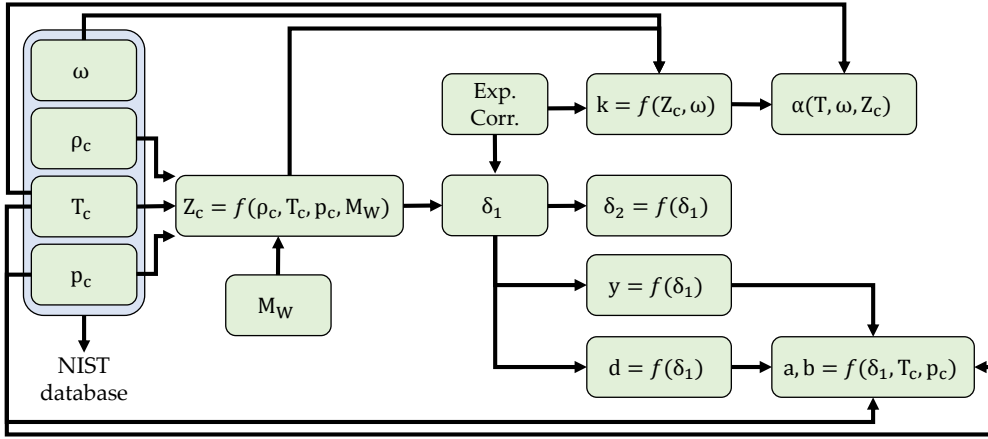 ω
ρc
Tc
pc
NIST
database
Zc = f(ρc, Tc, pc, MW)
MW
Exp.
Corr.
δ1
k = f(Zc, ω)
α(T, ω, Zc)
δ2 = f(δ1)
y = f(δ1)
d = f(δ1)
a, b = f(δ1, Tc, pc)